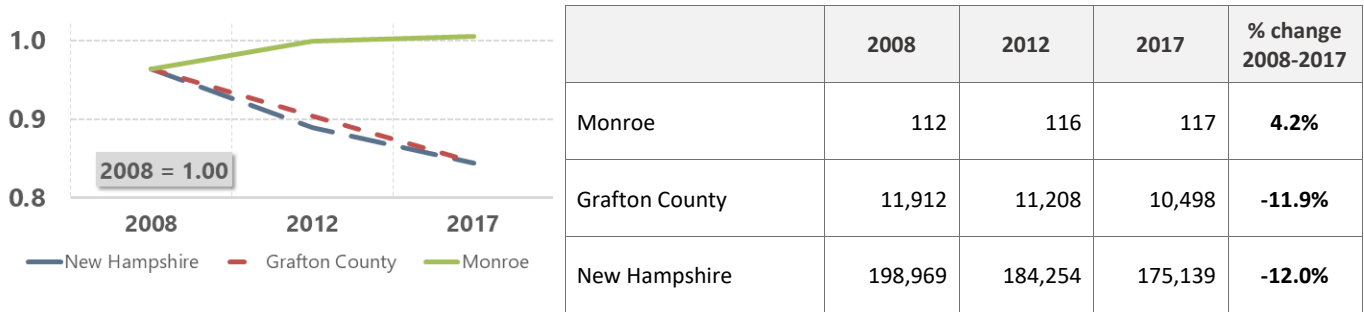 1.0
0.9
0.8
2008 = 1.00
2008 2012 2017
New Hampshire Grafton County Monroe
2008 2012 2017 % change
2008-2017
Monroe 112 116 117 4.2%
Grafton County 11,912 11,208 10,498 -11.9%
New Hampshire 198,969 184,254 175,139 -12.0%